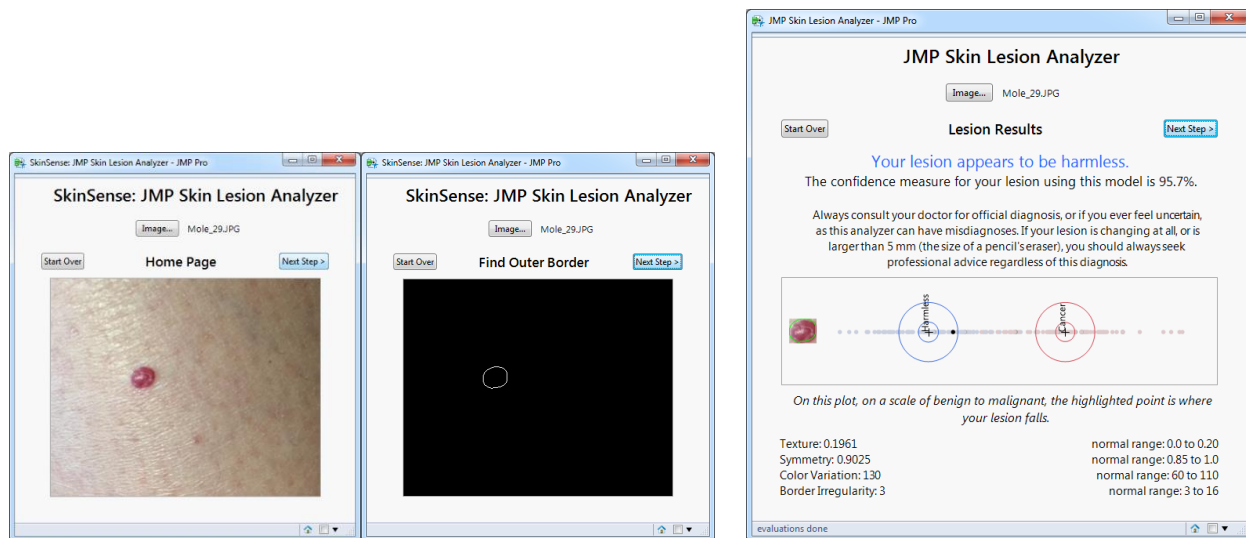 SkinSense: JMP Skin Lesion Analyzer - JMP Pro
SkinSense: JMP Skin Lesion Analyzer
Image...
Mole_29.JPG
Start Over
Home Page
Next Step >
SkinSense: JMP Skin Lesion Analyzer - JMP Pro
SkinSense: JMP Skin Lesion Analyzer
Image...
Mole_29.JPG
Start Over
Find Outer Border
Next Step >
JMP Skin Lesion Analyzer - JMP Pro
JMP Skin Lesion Analyzer
Image...
Mole_29.JPG
Start Over
Lesion Results
Next Step >
Your lesion appears to be harmless.
The confidence measure for your lesion using this model is 95.7%.
Always consult your doctor for official diagnosis, or if you ever feel uncertain,
as this analyzer can have misdiagnoses. If your lesion is changing at all, or is
larger than 5 mm (the size of a pencil's eraser), you should always seek
professional advice regardless of this diagnosis.
Harmless
Cancer
On this plot, on a scale of benign to malignant, the highlighted point is where
your lesion falls.
Texture: 0.1961 normal range: 0.0 to 0.20
Symmetry: 0.9025 normal range: 0.85 to 1.0
Color Variation: 130 normal range: 60 to 110
Border Irregularity: 3 normal range: 3 to 16
evaluations done